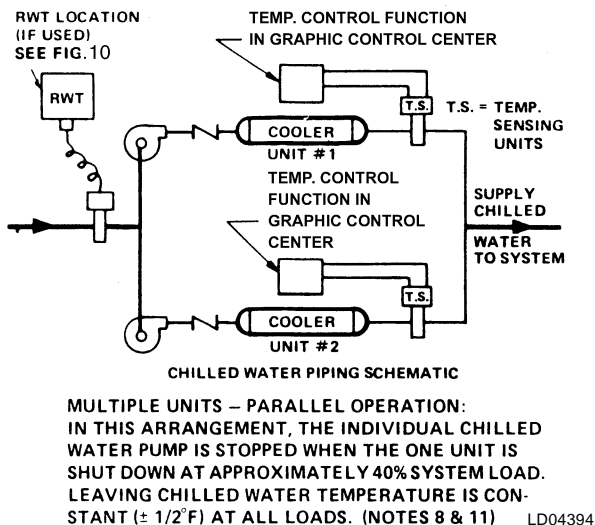 RWT LOCATION
(IF USED)
SEE FIG. 10
TEMP. CONTROL FUNCTION
IN GRAPHIC CONTROL CENTER
RWT
T.S.
T.S. = TEMP.
SENSING
UNITS
COOLER
UNIT #1
TEMP. CONTROL
FUNCTION IN
GRAPHIC CONTROL
CENTER
SUPPLY
CHILLED
WATER
TO SYSTEM
T.S.
COOLER
UNIT #2
CHILLED WATER PIPING SCHEMATIC
MULTIPLE UNITS – PARALLEL OPERATION:
IN THIS ARRANGEMENT, THE INDIVIDUAL CHILLED
WATER PUMP IS STOPPED WHEN THE ONE UNIT IS
SHUT DOWN AT APPROXIMATELY 40% SYSTEM LOAD.
LEAVING CHILLED WATER TEMPERATURE IS CON-
STANT (± 1/2°F) AT ALL LOADS. (NOTES 8 & 11)
LD04394